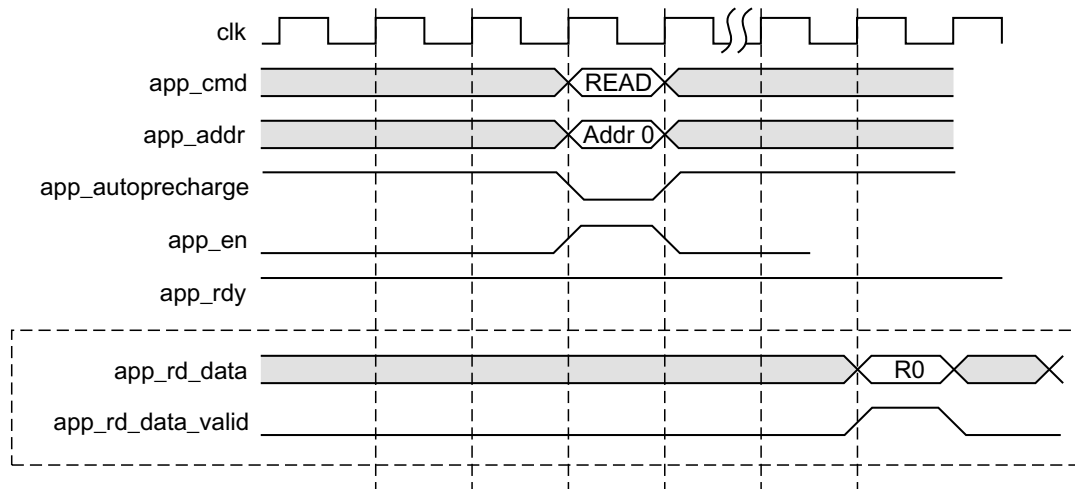 clk
app_cmd READ
app_addr Addr 0
app_autoprecharge
app_en
app_rdy
app_rd_data R0
app_rd_data_valid